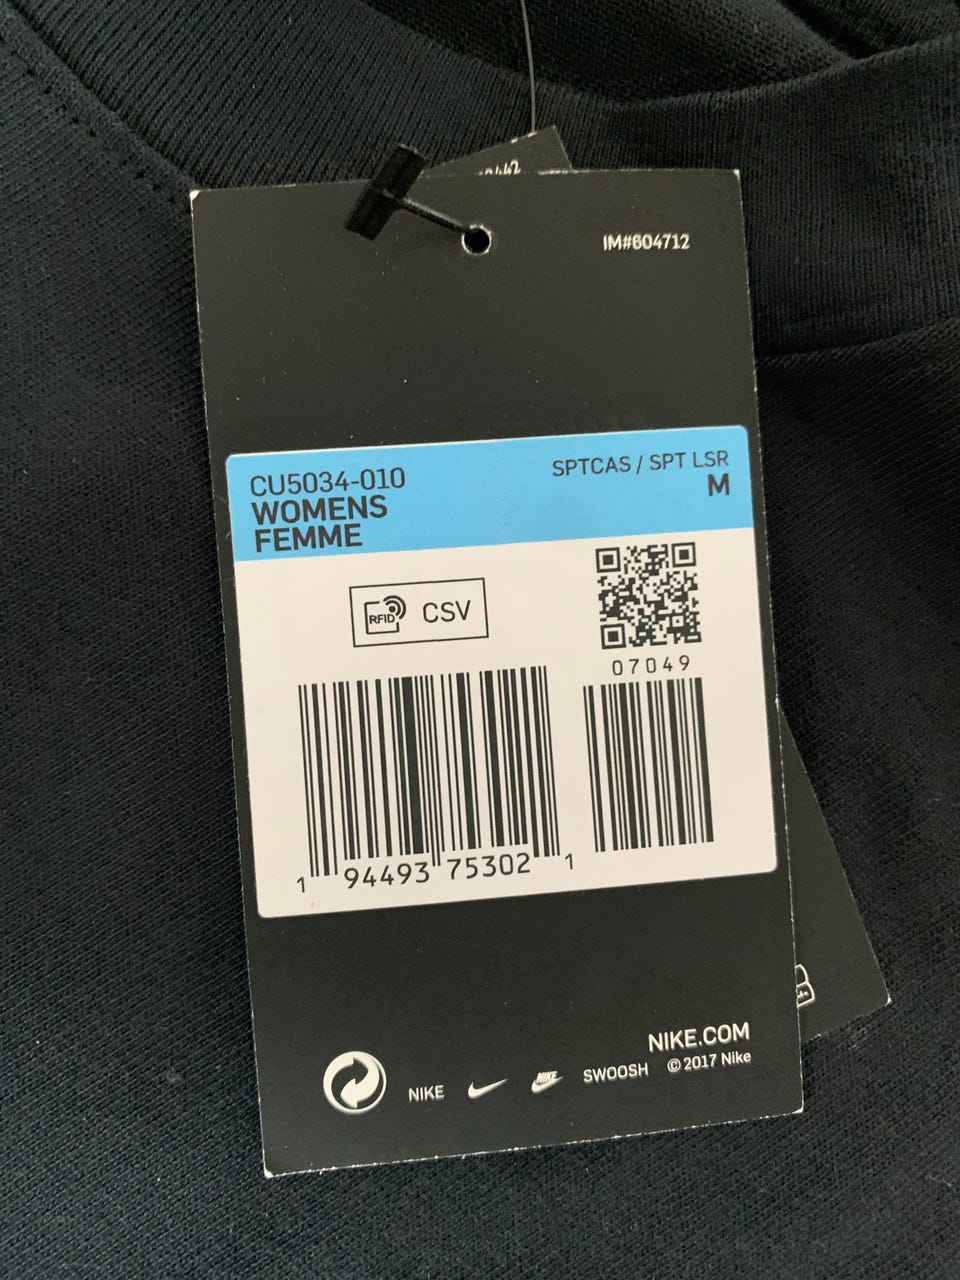 IM#604712
CU5034-010
WOMENS
FEMME
SPTCAS / SPT LSR
M
RFID CSV
07049
1 94493 75302 1
NIKE.COM
NIKE NIKE SWOOSH © 2017 Nike